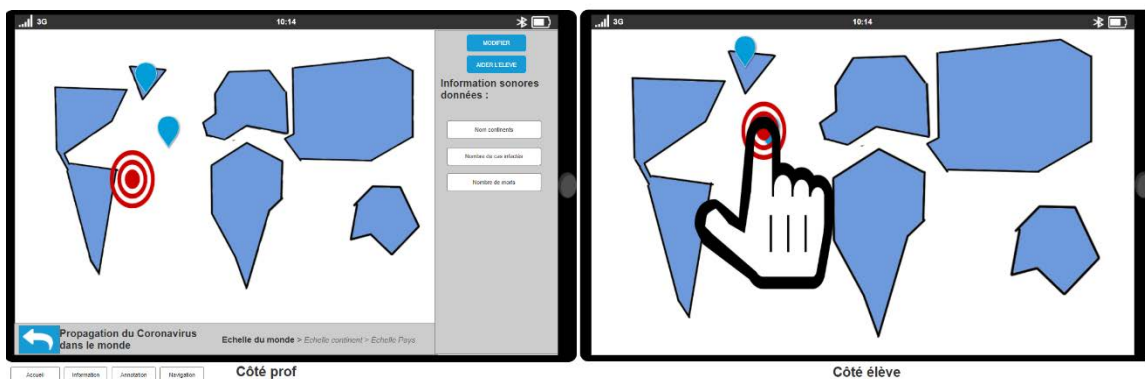 3G 10:14
MODIFIER
AIDER L'ELEVE
Information sonores
données :
Nom continents
Nombre de cas infectés
Nombre de morts
Propagation du Coronavirus
dans le monde
Echelle du monde > Echelle continent > Echelle Pays
Accueil Information Annotation Navigation
Côté prof
3G 10:14
Côté élève